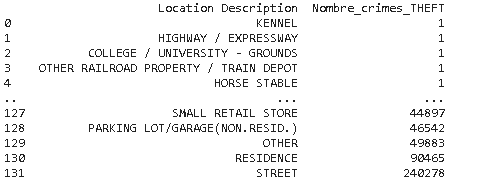 Location Description Nombre_crimes_THEFT
0 KENNEL 1
1 HIGHWAY / EXPRESSWAY 1
2 COLLEGE / UNIVERSITY - GROUNDS 1
3 OTHER RAILROAD PROPERTY / TRAIN DEPOT 1
4 HORSE STABLE 1
.. ... ...
127 SMALL RETAIL STORE 44897
128 PARKING LOT/GARAGE(NON.RESID.) 46542
129 OTHER 49883
130 RESIDENCE 90465
131 STREET 240278